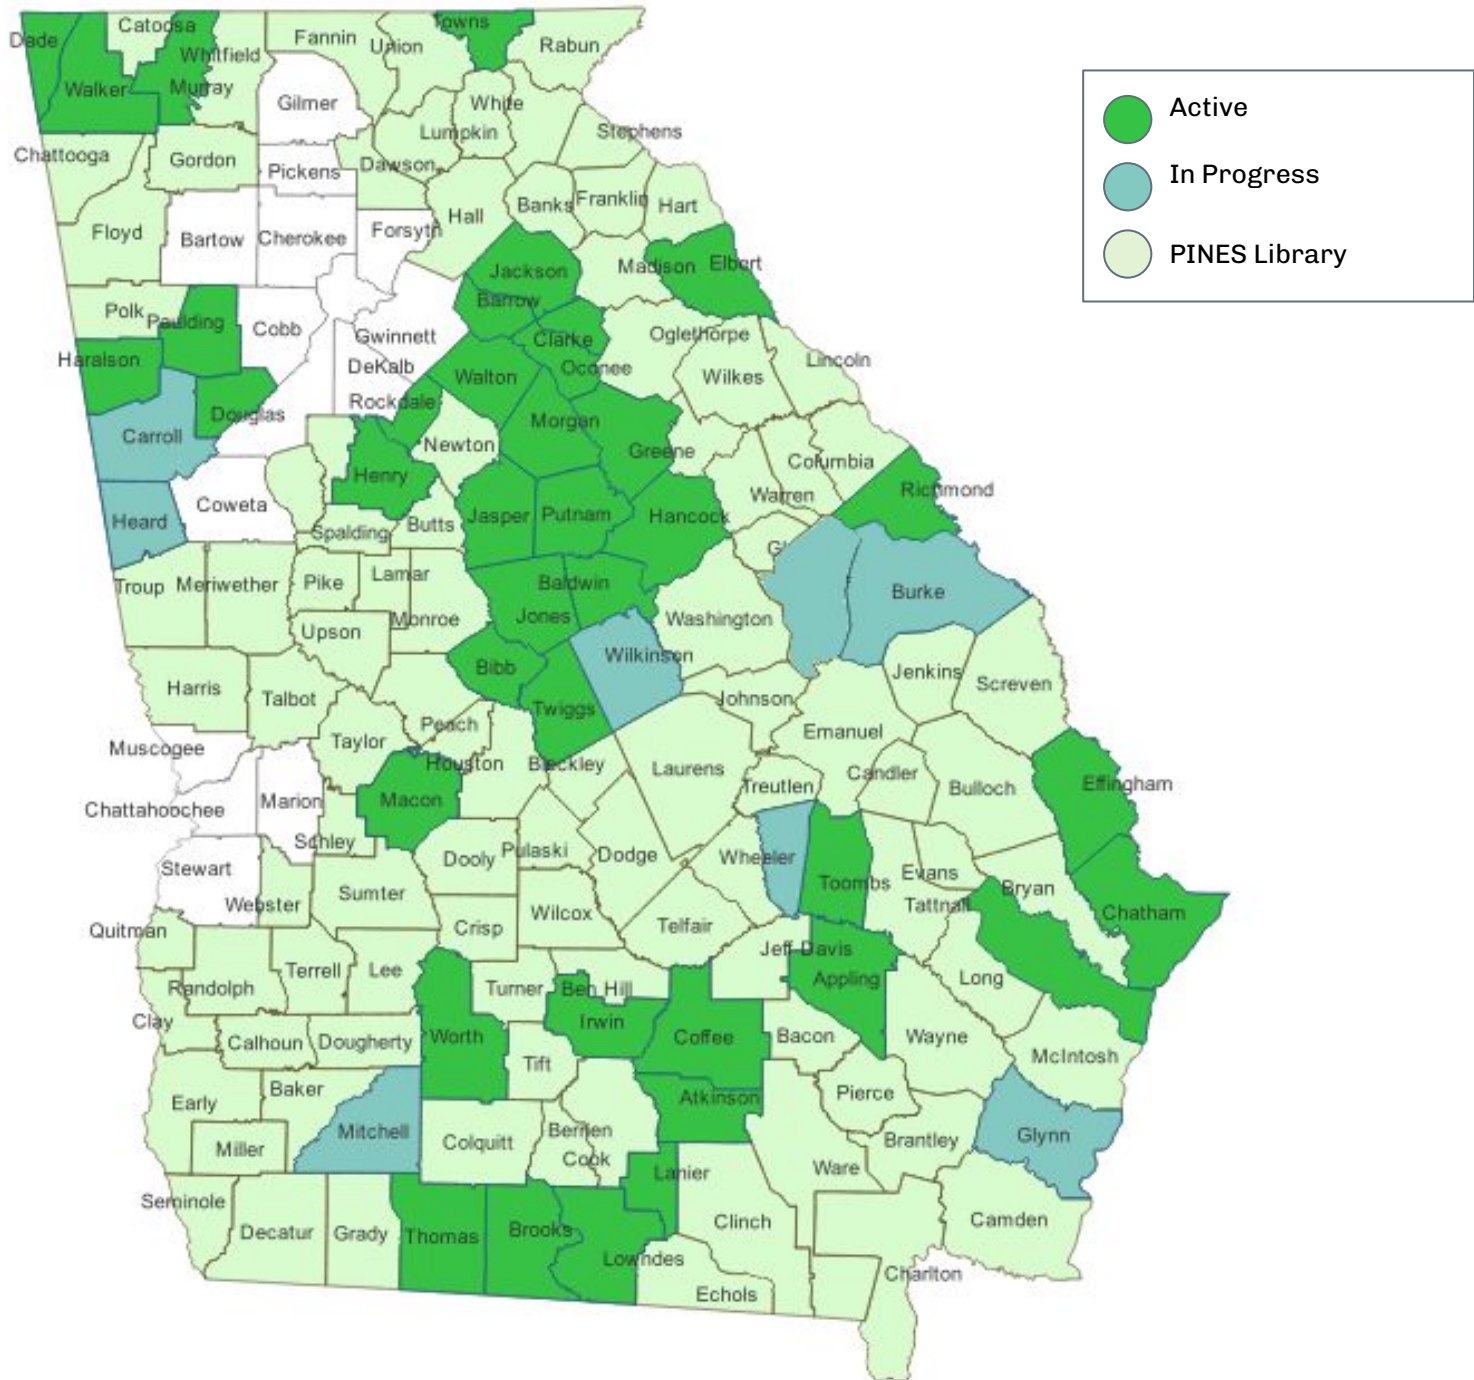 Towns
Catoosa
Dade
Fannin
Union
Rabun
Whitfield
Walker
Murray
Gilmer
White
Lumpkin
Stephens
Chattooga
Gordon
Dawson
Pickens
Banks
Franklin
Hart
Hall
Floyd
Bartow
Cherokee
Forsyth
Jackson
Madison
Elbert
Barrow
Polk
Paulding
Cobb
Gwinnett
Clarke
Oglethorpe
Haralson
DeKalb
Oconee
Lincoln
Walton
Wilkes
Rockdale
Douglas
Carroll
Morgan
Newton
Greene
Columbia
Henry
Warren
Richmond
Heard
Coweta
Spalding
Butts
Jasper
Putnam
Hancock
Gl
Troup
Meriwether
Pike
Lamar
Baldwin
Burke
Jones
Monroe
Washington
Upson
Wilkinson
Bibb
Jenkins
Screven
Harris
Talbot
Johnson
Twiggs
Peach
Taylor
Emanuel
Muscogee
Houston
Bleckley
Laurens
Candler
Treutlen
Bulloch
Effingham
Chattahoochee
Marion
Macon
Schley
Pulaski
Dooly
Dodge
Wheeler
Stewart
Evans
Toombs
Bryan
Sumter
Webster
Tattnall
Chatham
Wilcox
Crisp
Telfair
Quitman
Jeff Davis
Terrell
Lee
Appling
Long
Randolph
Turner
Ben Hill
Clay
Irwin
Calhoun
Dougherty
Worth
Coffee
Bacon
Wayne
McIntosh
Tift
Baker
Pierce
Early
Atkinson
Mitchell
Colquitt
Berrien
Glynn
Miller
Brantley
Cook
Ware
Lanier
Seminole
Clinch
Camden
Decatur
Grady
Thomas
Brooks
Lowndes
Charlton
Echols
Active
In Progress
PINES Library